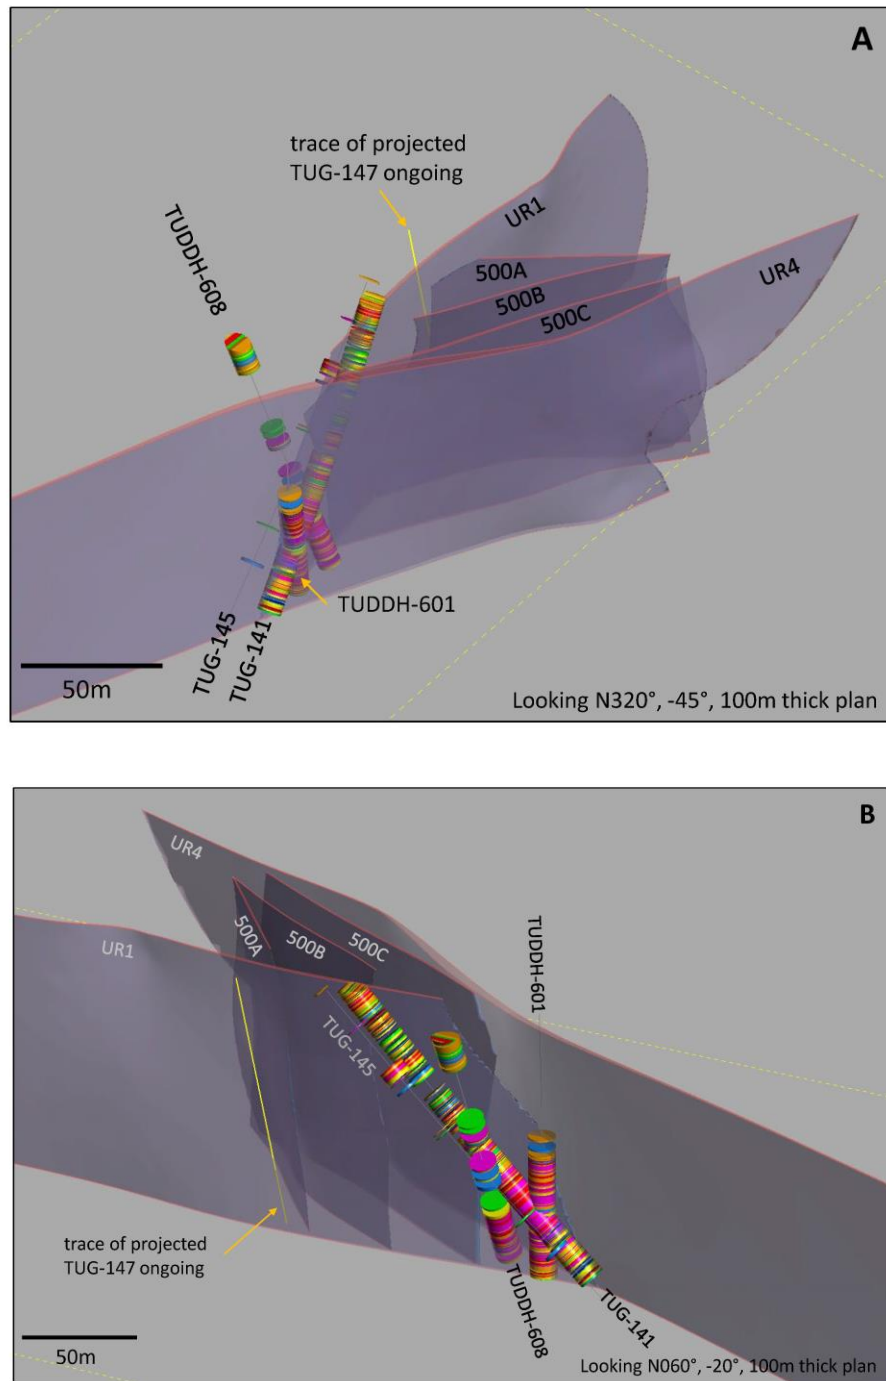 A
trace of projected
TUG-147 ongoing
UR1
TUDDH-608
500A
500B
500C
UR4
TUDDH-601
TUG-145
TUG-141
50m
Looking N320°, -45°, 100m thick plan
B
UR4
UR1
500A
500B
500C
TUDDH-601
TUG-145
trace of projected
TUG-147 ongoing
TUDDH-608
TUG-141
50m
Looking N060°, -20°, 100m thick plan